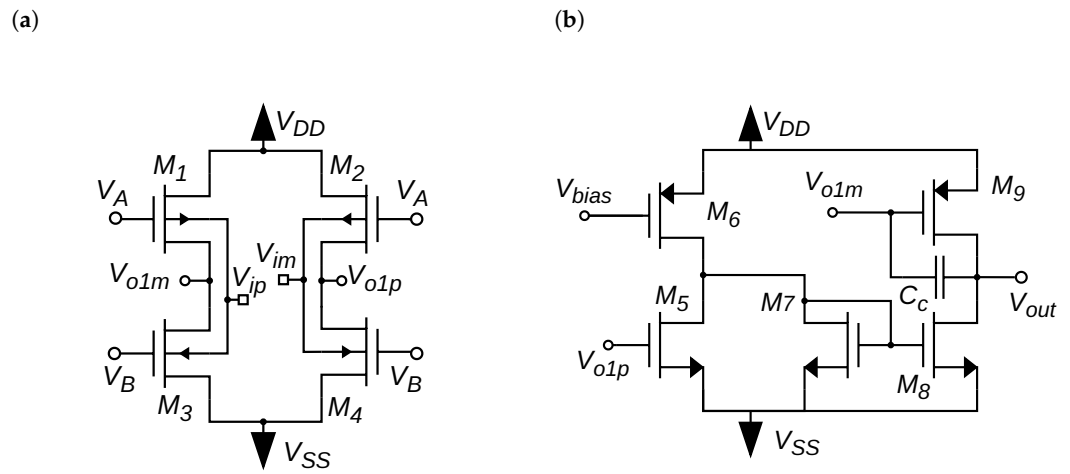 (a)
V_DD
M_1
M_2
V_A
V_A
V_im
V_o1m
V_ip
V_o1p
V_B
V_B
M_3
M_4
V_SS
(b)
V_DD
V_bias
V_o1m
M_9
M_6
M_5
M_7
C_c
V_out
V_o1p
M_8
V_SS